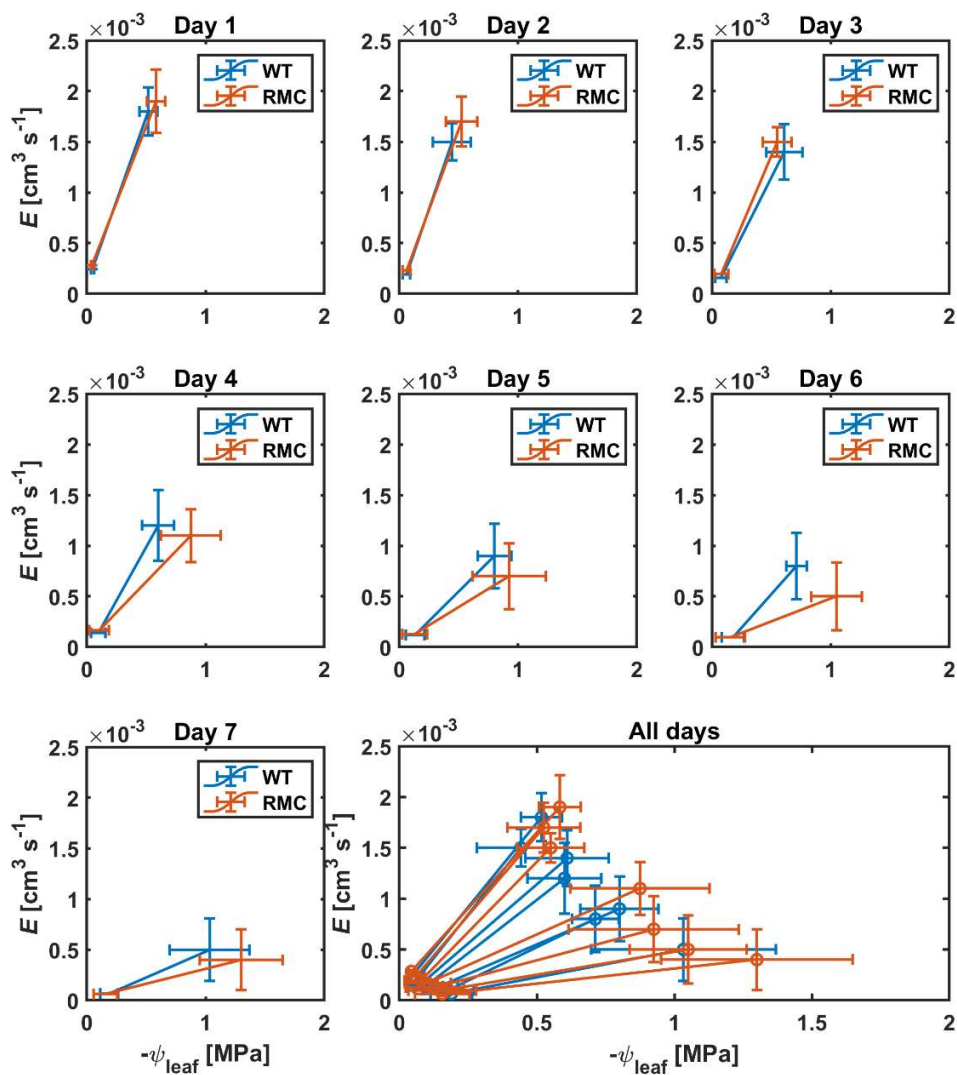 Day 1
Day 2
Day 3
×10⁻³
×10⁻³
×10⁻³
2.5
2
1.5
1
0.5
0
E [cm³ s⁻¹]
WT
RMC
0
1
2
2.5
2
1.5
1
0.5
0
WT
RMC
0
1
2
2.5
2
1.5
1
0.5
0
WT
RMC
0
1
2
Day 4
Day 5
Day 6
×10⁻³
×10⁻³
×10⁻³
2.5
2
1.5
1
0.5
0
E [cm³ s⁻¹]
WT
RMC
0
1
2
2.5
2
1.5
1
0.5
0
WT
RMC
0
1
2
2.5
2
1.5
1
0.5
0
WT
RMC
0
1
2
Day 7
All days
×10⁻³
×10⁻³
2.5
2
1.5
1
0.5
0
E [cm³ s⁻¹]
WT
RMC
0
1
2
-ψleaf [MPa]
2.5
2
1.5
1
0.5
0
E [cm³ s⁻¹]
0
0.5
1
1.5
2
-ψleaf [MPa]